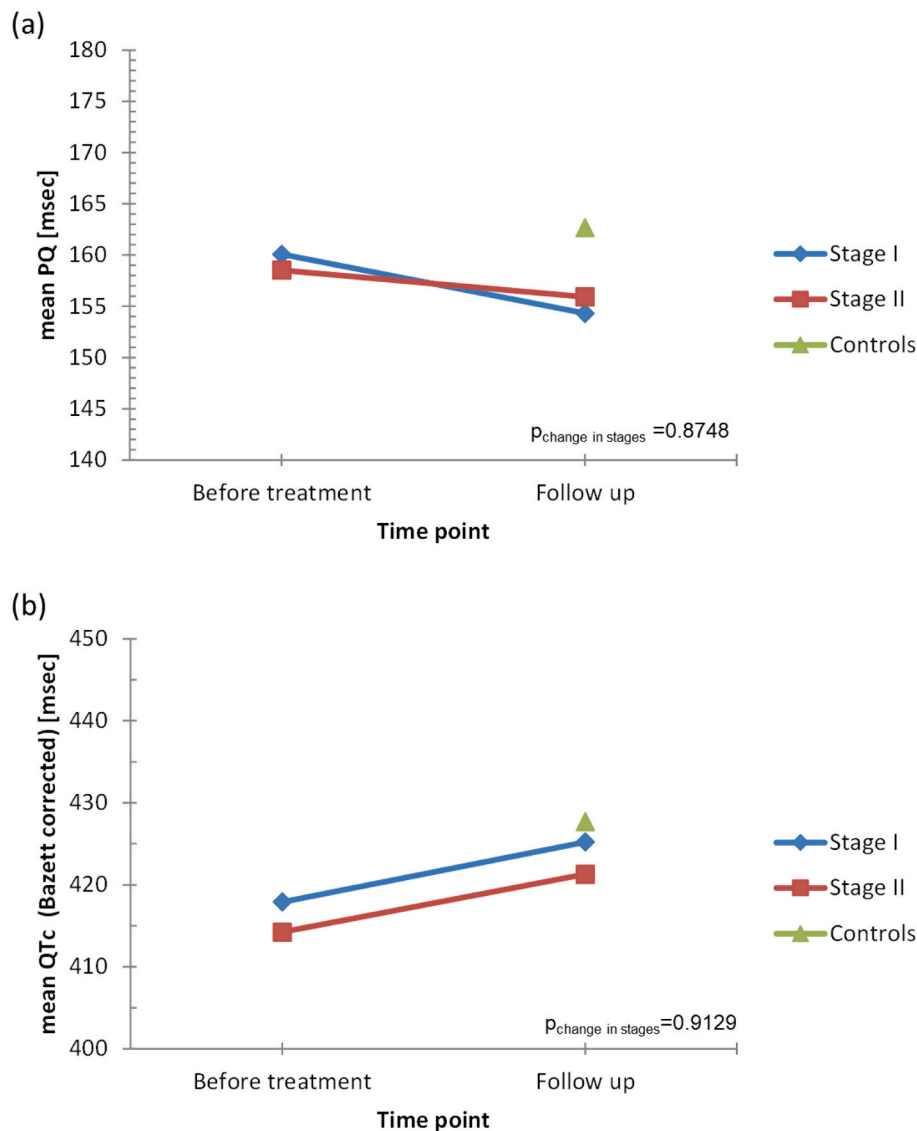 (a)
mean PQ [msec]
180
175
170
165
160
155
150
145
140
Stage I
Stage II
Controls
p change in stages =0.8748
Before treatment Follow up
Time point
(b)
mean QTc (Bazett corrected) [msec]
450
440
430
420
410
400
Stage I
Stage II
Controls
p change in stages=0.9129
Before treatment Follow up
Time point